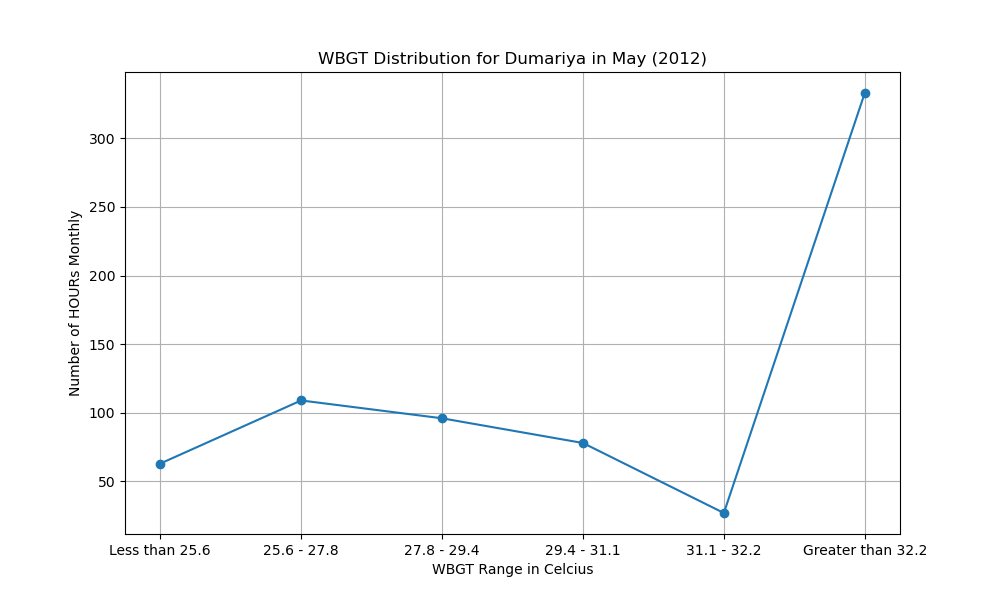 WBGT Distribution for Dumariya in May (2012)
Number of HOURs Monthly
300
250
200
150
100
50
Less than 25.6
25.6 - 27.8
27.8 - 29.4
29.4 - 31.1
31.1 - 32.2
Greater than 32.2
WBGT Range in Celcius